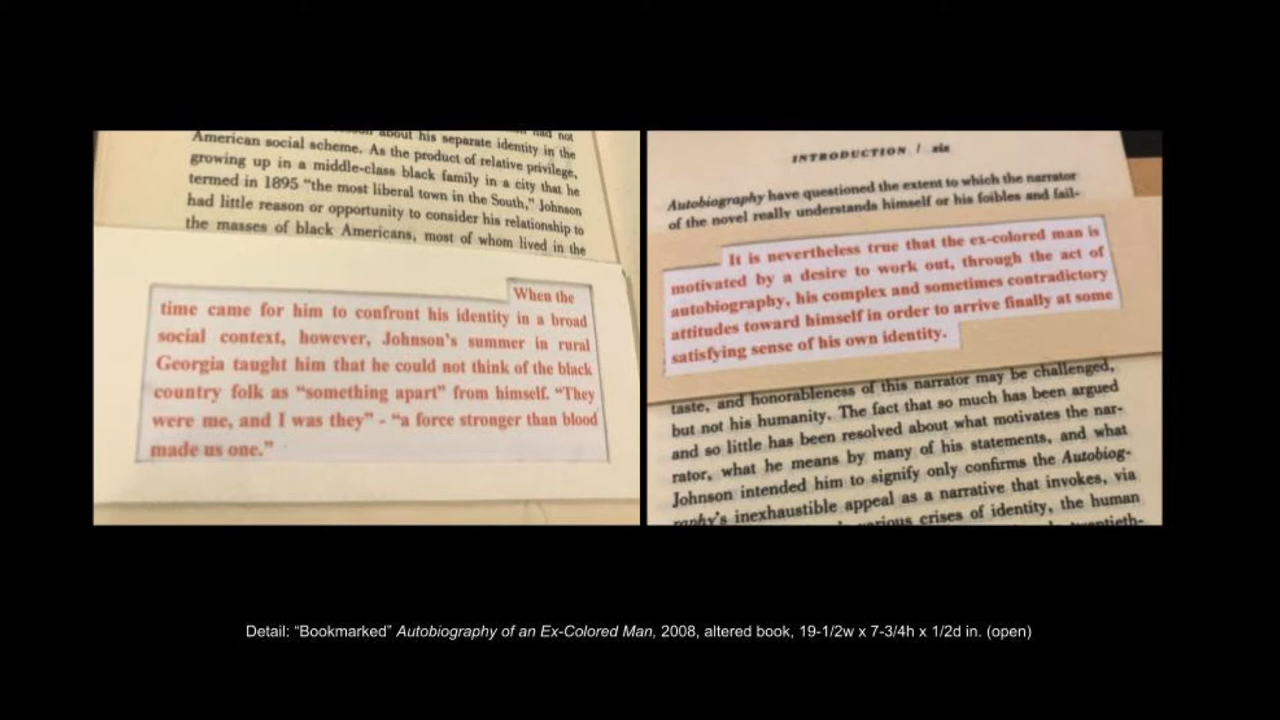 about his separate identity in the
American social scheme. As the product of relative privilege,
growing up in a middle-class black family in a city that he
termed in 1895 “the most liberal town in the South,” Johnson
had little reason or opportunity to consider his relationship to
the masses of black Americans, most of whom lived in the
When the
time came for him to confront his identity in a broad
social context, however, Johnson’s summer in rural
Georgia taught him that he could not think of the black
country folk as “something apart” from himself. “They
were me, and I was they” - “a force stronger than blood
made us one.”
INTRODUCTION / xix
Autobiography have questioned the extent to which the narrator
of the novel really understands himself or his foibles and fail-
It is nevertheless true that the ex-colored man is
motivated by a desire to work out, through the act of
autobiography, his complex and sometimes contradictory
attitudes toward himself in order to arrive finally at some
satisfying sense of his own identity.
taste, and honorableness of this narrator may be challenged,
but not his humanity. The fact that so much has been argued
and so little has been resolved about what motivates the nar-
rator, what he means by many of his statements, and what
Johnson intended him to signify only confirms the Autobiog-
raphy’s inexhaustible appeal as a narrative that invokes, via
crises of identity, the human
Detail: “Bookmarked” Autobiography of an Ex-Colored Man, 2008, altered book, 19-1/2w x 7-3/4h x 1/2d in. (open)